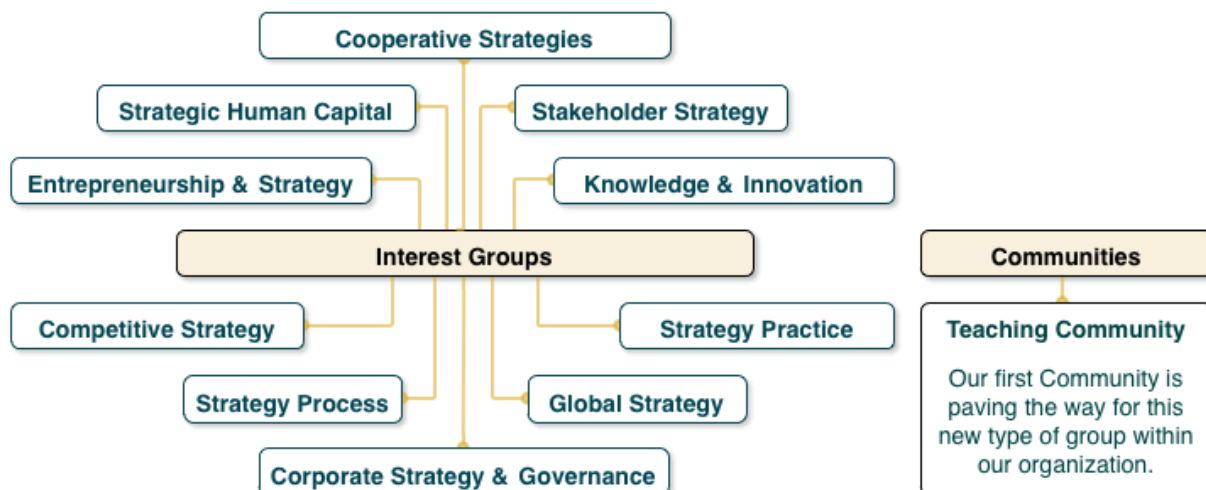 Cooperative Strategies
Strategic Human Capital
Stakeholder Strategy
Entrepreneurship & Strategy
Knowledge & Innovation
Interest Groups
Competitive Strategy
Strategy Practice
Strategy Process
Global Strategy
Corporate Strategy & Governance
Communities
Teaching Community
Our first Community is
paving the way for this
new type of group within
our organization.